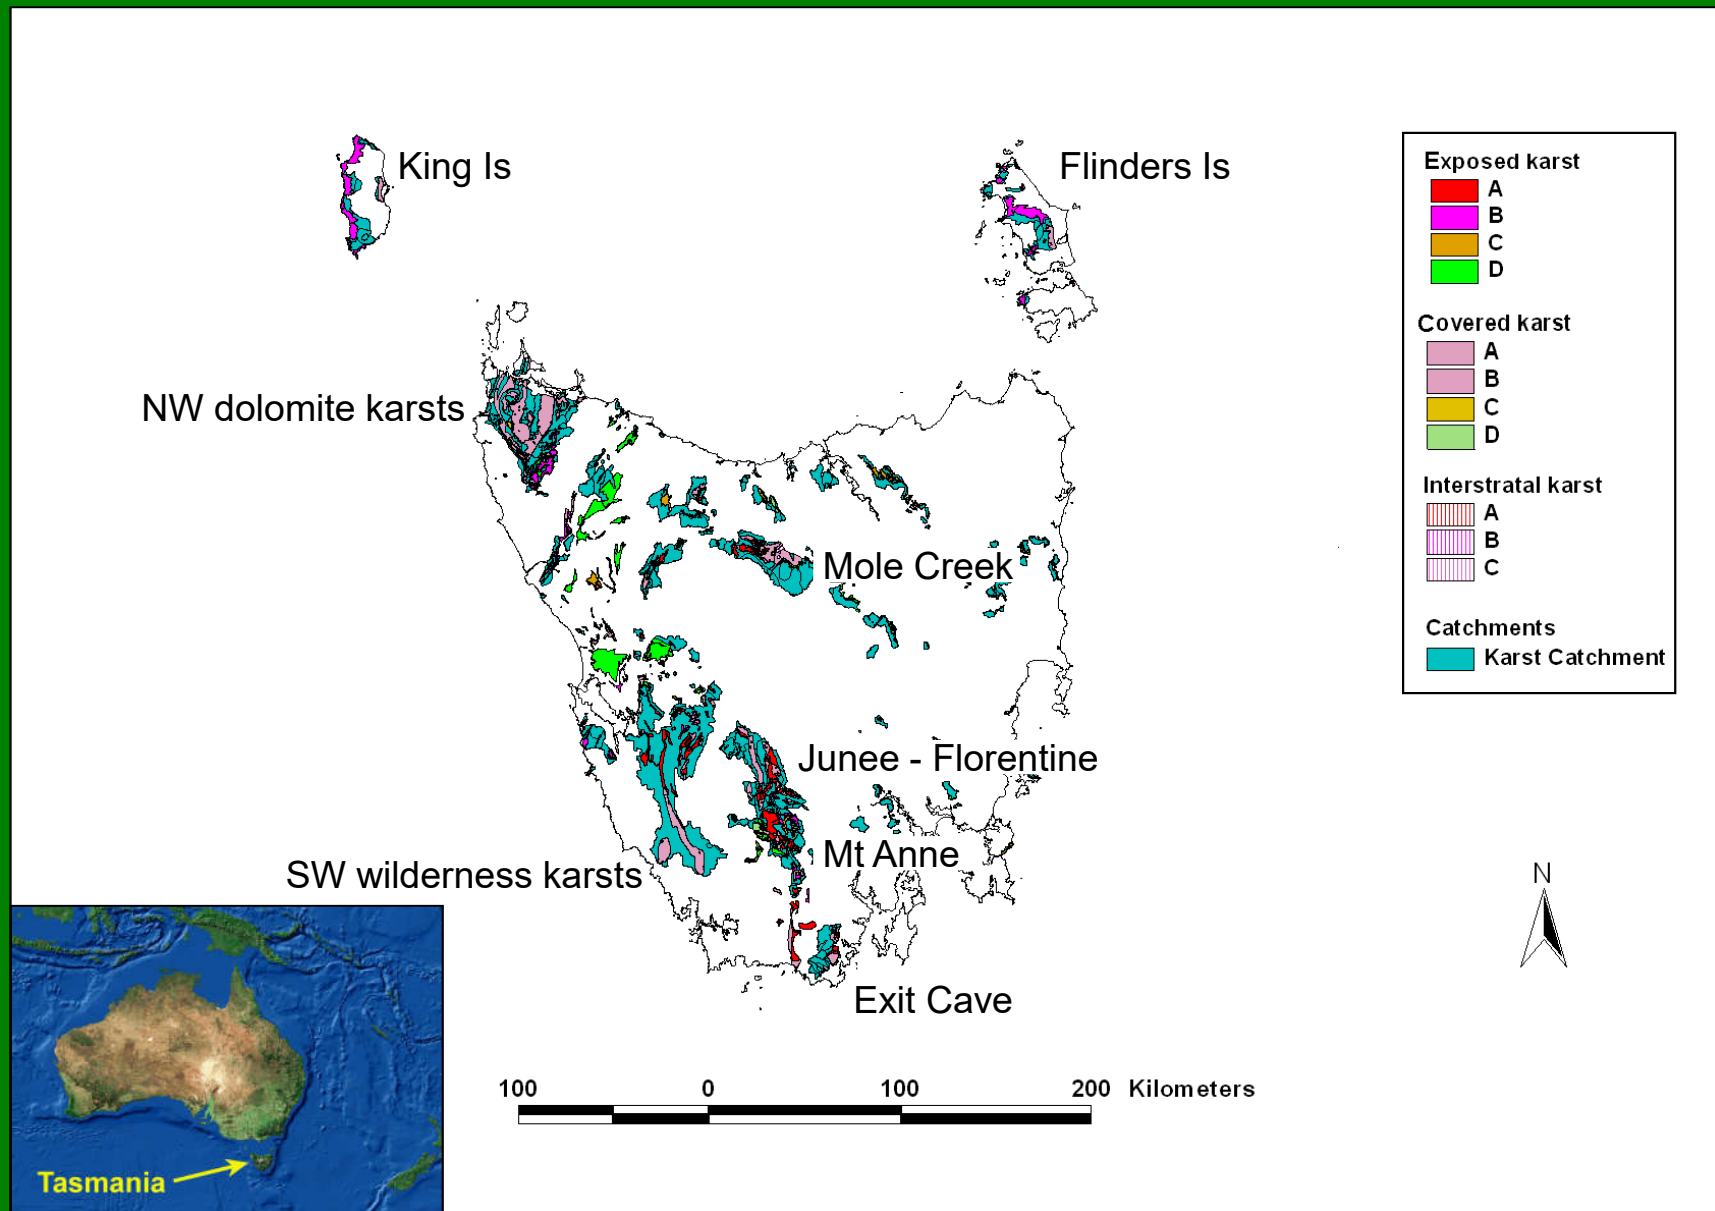 King Is
Flinders Is
NW dolomite karsts
Mole Creek
Junee - Florentine
Mt Anne
SW wilderness karsts
Exit Cave
Exposed karst
A
B
C
D
Covered karst
A
B
C
D
Interstratal karst
A
B
C
Catchments
Karst Catchment
N
100 0 100 200 Kilometers
Tasmania